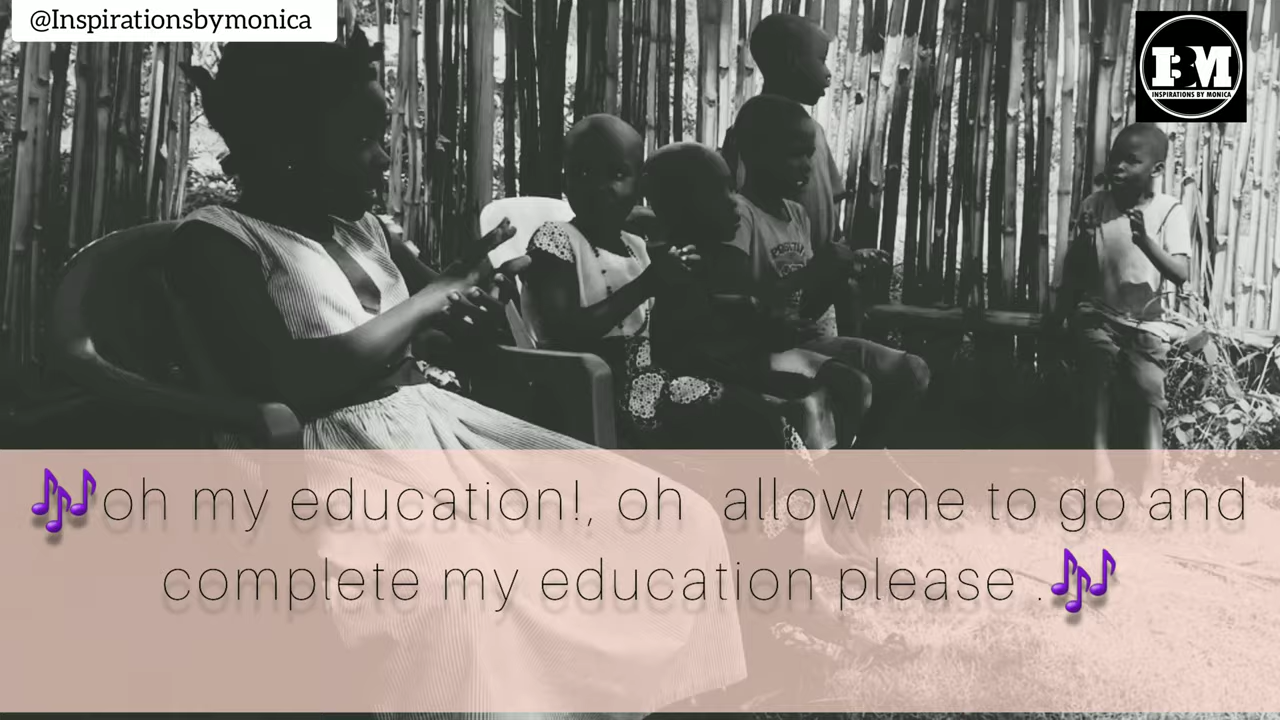 @Inspirationsbymonica
IBM
INSPIRATIONS BY MONICA
🎶oh my education!, oh allow me to go and
complete my education please .🎶